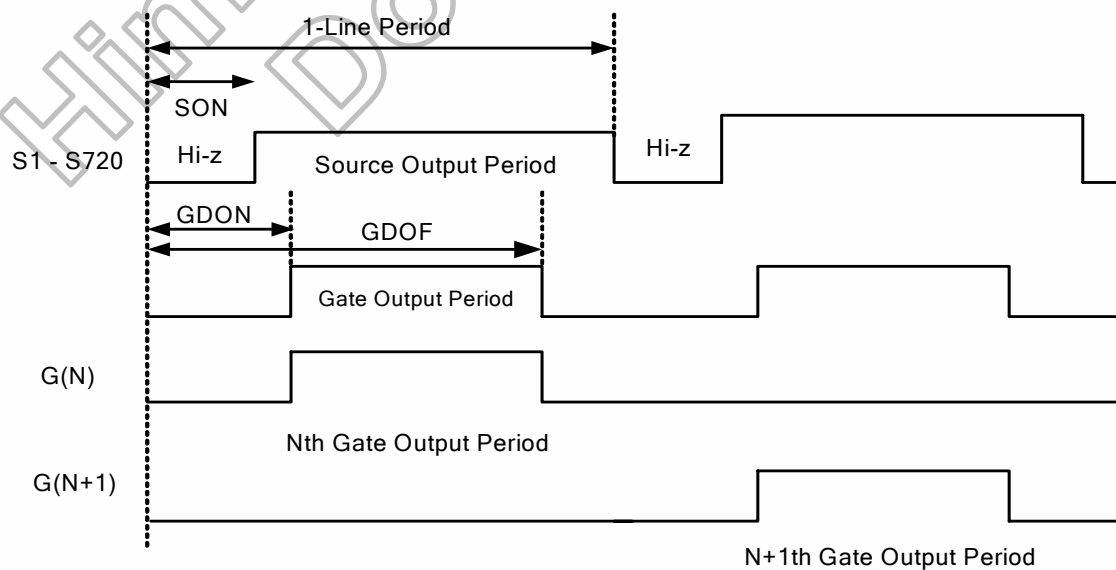 1-Line Period
SON
S1 - S720
Hi-z
Source Output Period
Hi-z
GDON
GDOF
Gate Output Period
G(N)
Nth Gate Output Period
G(N+1)
N+1th Gate Output Period